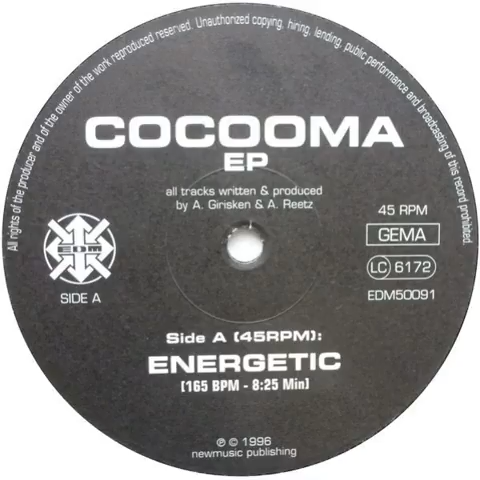 All rights of the producer and of the owner of the work reproduced reserved. Unauthorized copying, hiring, lending, public performance and broadcasting of this record prohibited.
COCOOMA
EP
all tracks written & produced
by A. Girisken & A. Reetz
EDM
SIDE A
45 RPM
GEMA
LC 6172
EDM50091
Side A (45RPM):
ENERGETIC
[165 BPM - 8:25 Min]
℗ © 1996
newmusic publishing